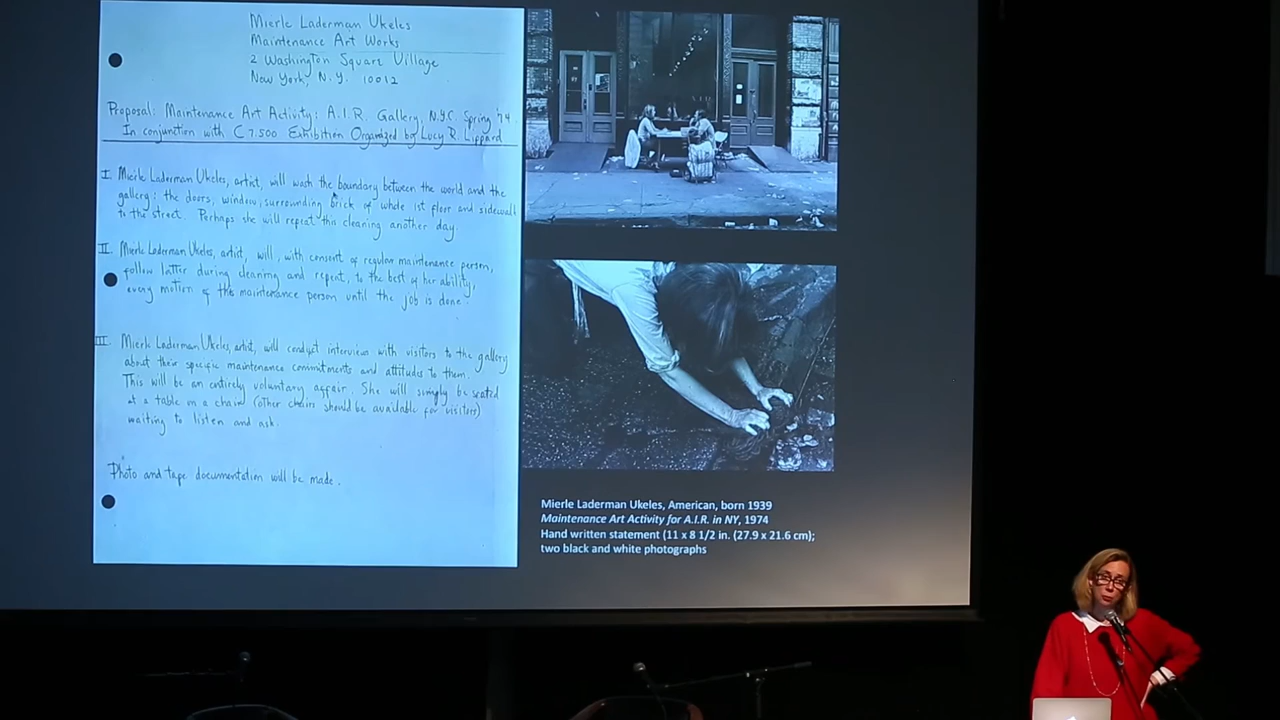 Mierle Laderman Ukeles
Maintenance Art Works
2 Washington Square Village
New York, N.Y. 10012
Proposal: Maintenance Art Activity: A.I.R. Gallery, N.Y.C. Spring '74
In conjunction with C 7,500 Exhibition Organized by Lucy R. Lippard
I. Mierle Laderman Ukeles, artist, will wash the boundary between the world and the
gallery: the doors, window, surrounding brick of whole 1st floor and sidewalk
to the street. Perhaps she will repeat this cleaning another day.
II. Mierle Laderman Ukeles, artist, will, with consent of regular maintenance person,
follow latter during cleaning and repeat, to the best of her ability,
every motion of the maintenance person until the job is done.
III. Mierle Laderman Ukeles, artist, will conduct interviews with visitors to the gallery
about their specific maintenance commitments and attitudes to them.
This will be an entirely voluntary affair. She will simply be seated
at a table on a chair (other chairs should be available for visitors)
waiting to listen and ask.
Photo and tape documentation will be made.
Mierle Laderman Ukeles, American, born 1939
Maintenance Art Activity for A.I.R. in NY, 1974
Hand written statement (11 x 8 1/2 in. (27.9 x 21.6 cm);
two black and white photographs